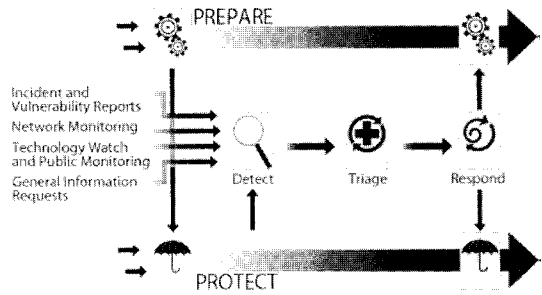 PREPARE
Incident and
Vulnerability Reports
Network Monitoring
Technology Watch
and Public Monitoring
General Information
Requests
Detect
Triage
Respond
PROTECT